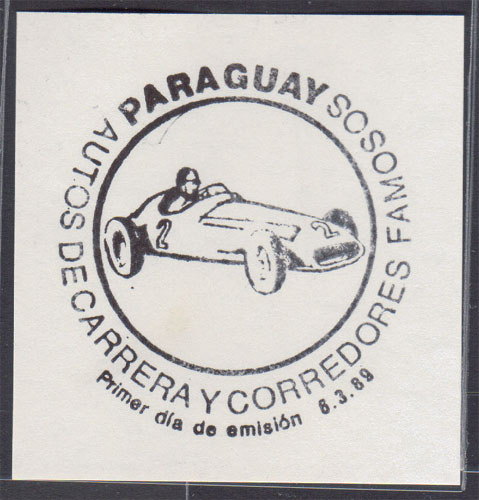 PARAGUAY
AUTOS DE CARRERA Y CORREDORES FAMOSOS
Primer día de emisión 6.3.89
2
2